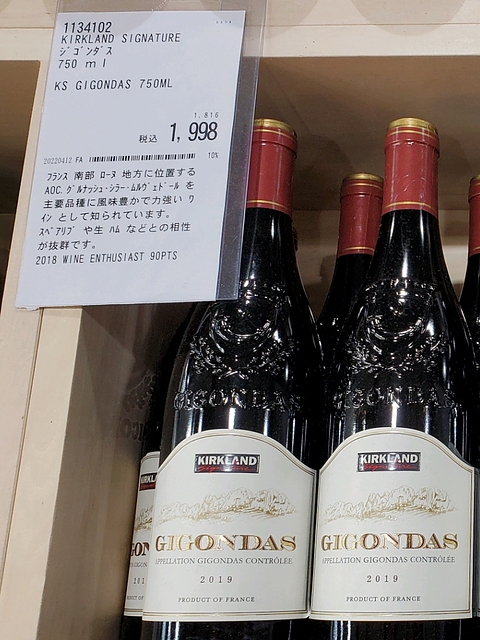 1134102
KIRKLAND SIGNATURE
ジゴンダス
750 ml
KS GIGONDAS 750ML
1,816
税込 1,998
20220412 FA 10%
フランス 南部 ローヌ 地方に位置する
AOC. グルナッシュ・シラー・ムルヴェドール を
主要品種に風味豊かで力強い ワ
イン として知られています。
スペアリブ や生 ハム などとの相性
が抜群です。
2018 WINE ENTHUSIAST 90PTS
GIGONDAS
GIGONDAS
KIRKLAND
Signature
GIGONDAS
APPELLATION GIGONDAS CONTRÔLÉE
2019
PRODUCT OF FRANCE
KIRKLAND
Signature
GIGONDAS
APPELLATION GIGONDAS CONTRÔLÉE
2019
PRODUCT OF FRANCE